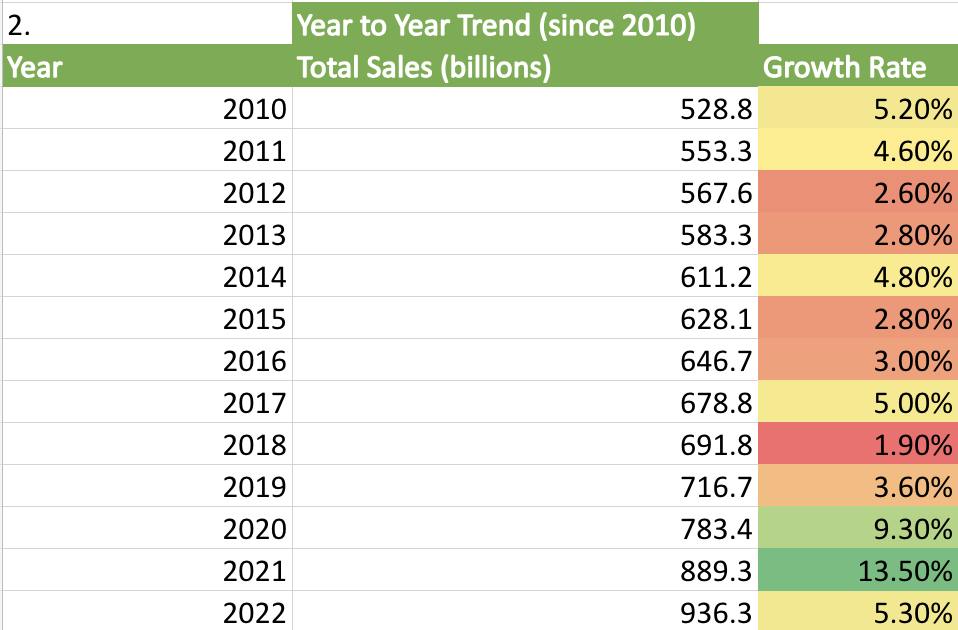 2. Year to Year Trend (since 2010)
Year Total Sales (billions) Growth Rate
2010 528.8 5.20%
2011 553.3 4.60%
2012 567.6 2.60%
2013 583.3 2.80%
2014 611.2 4.80%
2015 628.1 2.80%
2016 646.7 3.00%
2017 678.8 5.00%
2018 691.8 1.90%
2019 716.7 3.60%
2020 783.4 9.30%
2021 889.3 13.50%
2022 936.3 5.30%